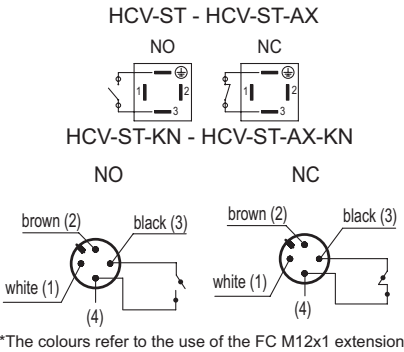 HCV-ST - HCV-ST-AX
NO NC
1 2 3 1 2 3
HCV-ST-KN - HCV-ST-AX-KN
NO NC
brown (2) black (3) brown (2) black (3)
white (1) white (1)
(4) (4)
*The colours refer to the use of the FC M12x1 extension